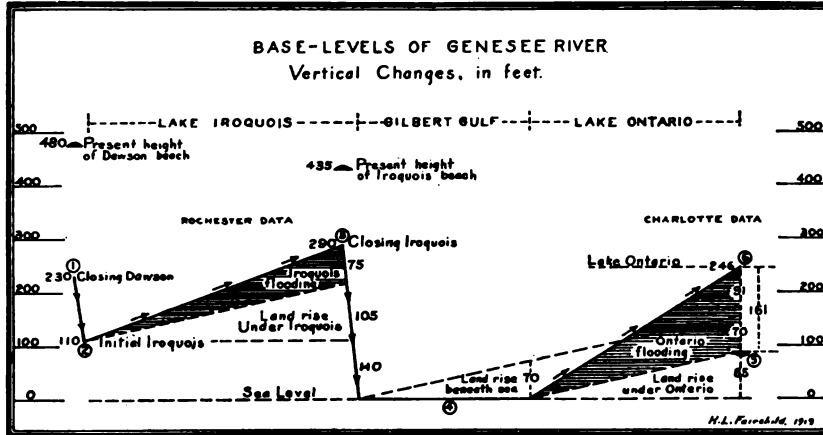 BASE-LEVELS OF GENESEE RIVER
Vertical Changes, in feet.
LAKE IROQUOIS GILBERT GULF LAKE ONTARIO
500 500
480 Present height
of Dawson beach
435 Present height
of Iroquois beach
400 400
ROCHESTER DATA CHARLOTTE DATA
300 300
290 3 Closing Iroquois
1
230 Closing Dawson
75
Iroquois
flooding
Lake Ontario 246 6
200 200
91
161
105
Land rise
Under Iroquois
110 Initial Iroquois
2
100 100
70
Ontario
flooding
5
140
Land rise
beneath sea
70
85
Land rise
under Ontario
0 Sea Level 0
4
H.L. Fairchild, 1919